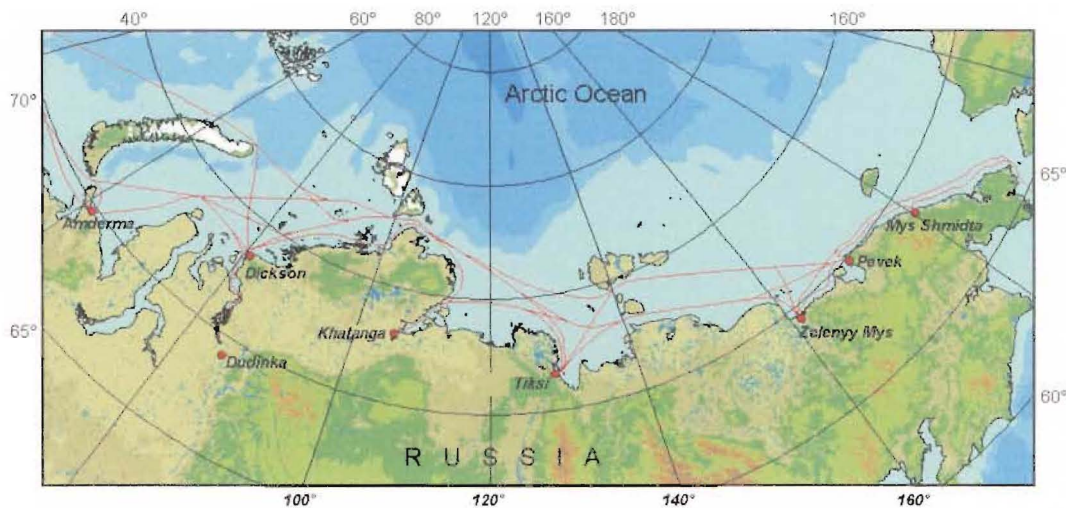 40° 60° 80° 120° 160° 180° 160°
Arctic Ocean
70°
65°
Amderma
Mys Shmidta
Dickson
Pevek
65°
Khatanga
Zelenyy Mys
Dudinka
Tiksi
60°
RUSSIA
100° 120° 140° 160°